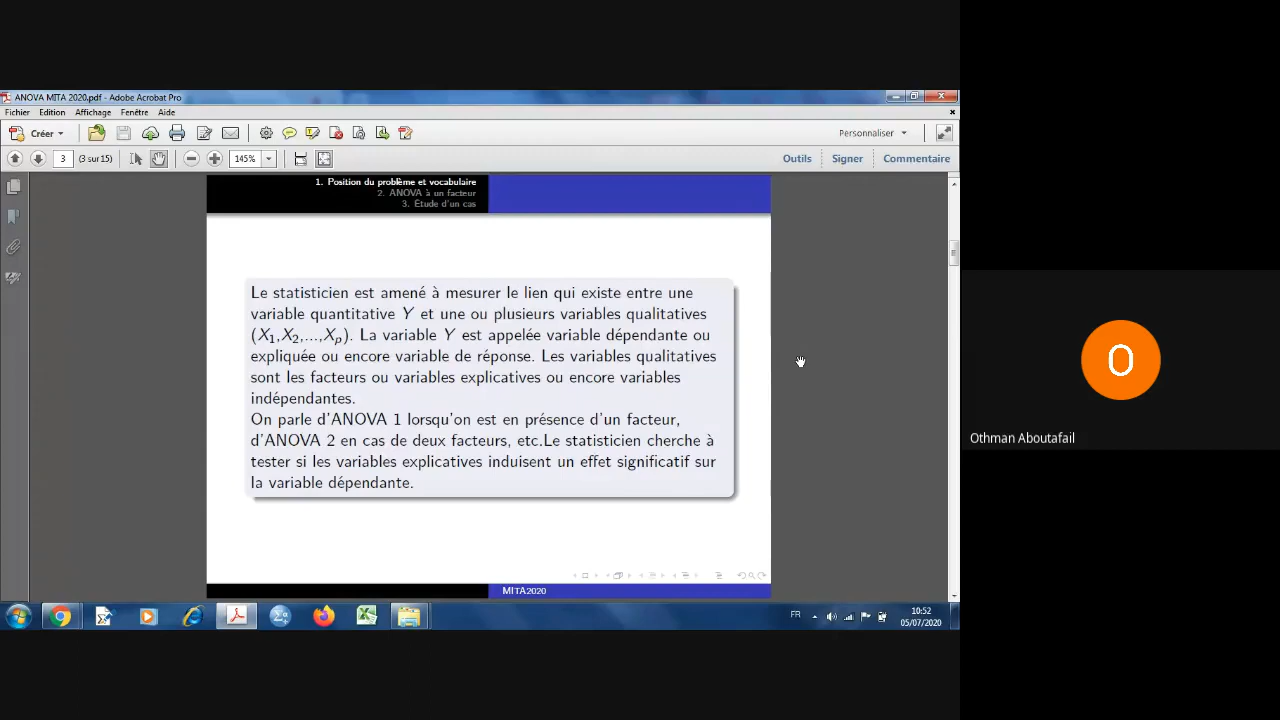 ANOVA MITA 2020.pdf - Adobe Acrobat Pro
Fichier Edition Affichage Fenêtre Aide
Créer
Personnaliser
3 (3 sur 15) 145%
Outils Signer Commentaire
1. Position du problème et vocabulaire
2. ANOVA à un facteur
3. Étude d'un cas
Le statisticien est amené à mesurer le lien qui existe entre une
variable quantitative Y et une ou plusieurs variables qualitatives
(X1,X2,...,Xp). La variable Y est appelée variable dépendante ou
expliquée ou encore variable de réponse. Les variables qualitatives
sont les facteurs ou variables explicatives ou encore variables
indépendantes.
On parle d'ANOVA 1 lorsqu'on est en présence d'un facteur,
d'ANOVA 2 en cas de deux facteurs, etc.Le statisticien cherche à
tester si les variables explicatives induisent un effet significatif sur
la variable dépendante.
MITA2020
FR
10:52
05/07/2020
O
Othman Aboutafail